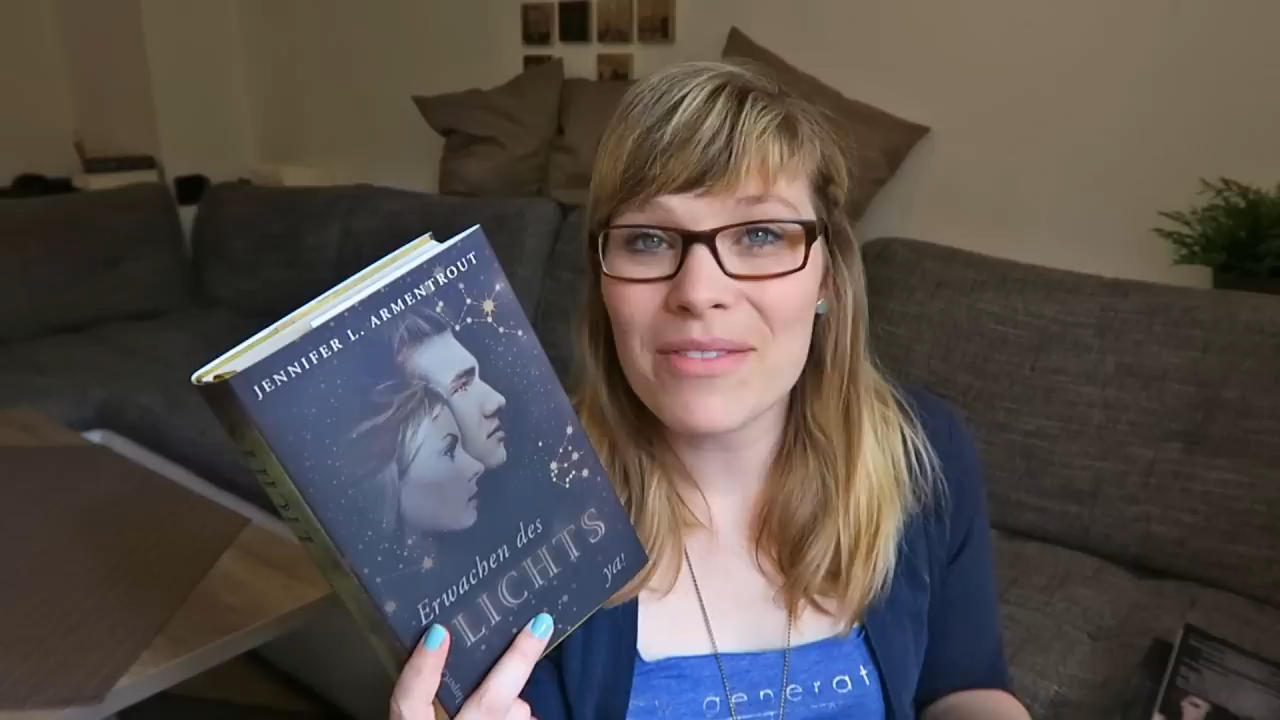 JENNIFER L. ARMENTROUT
Erwachen des
LICHTS
ya!
generat